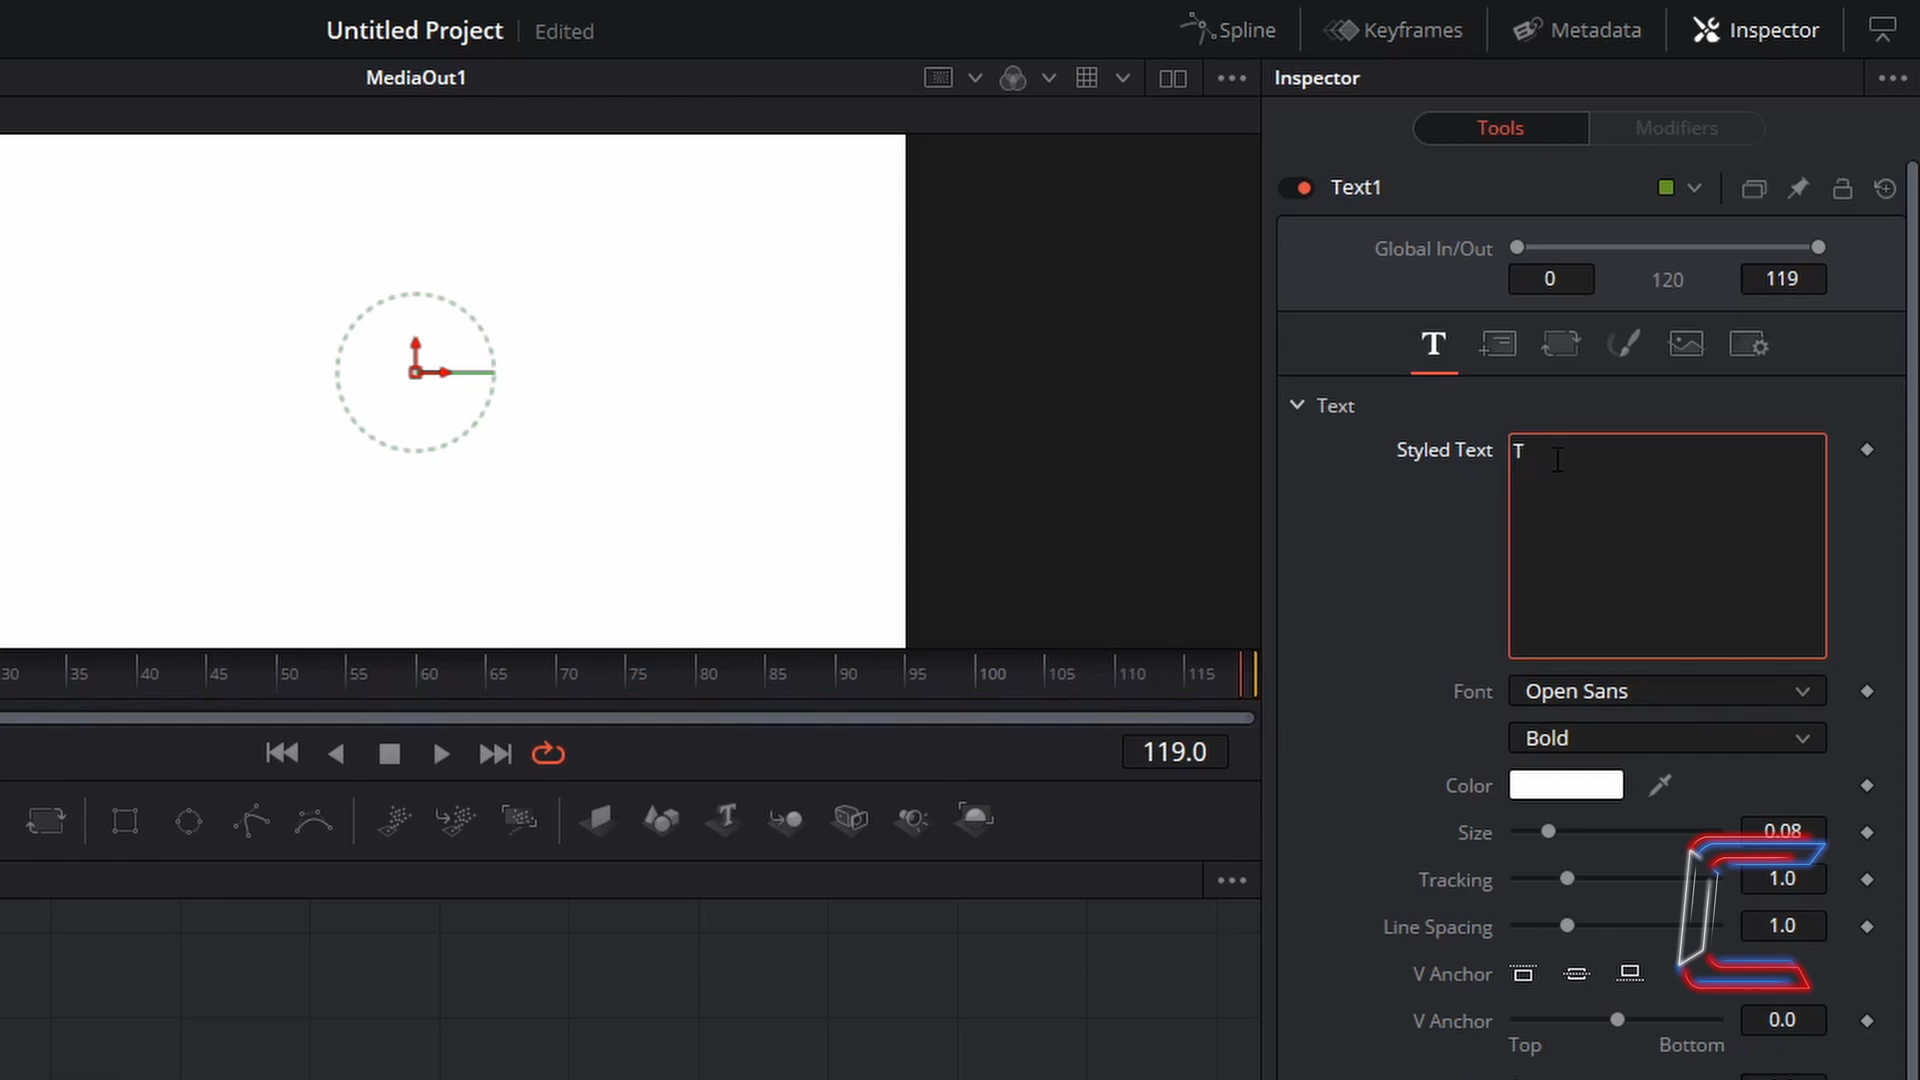 Untitled Project Edited Spline Keyframes Metadata Inspector
MediaOut1 Inspector
Tools Modifiers
Text1
Global In/Out
0 120 119
T
Text
Styled Text T
30 35 40 45 50 55 60 65 70 75 80 85 90 95 100 105 110 115
Font Open Sans
Bold
119.0
Color
Size 0.08
Tracking 1.0
Line Spacing 1.0
V Anchor
V Anchor 0.0
Top Bottom